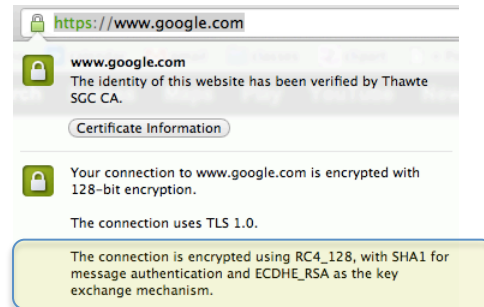 https://www.google.com
www.google.com
The identity of this website has been verified by Thawte
SGC CA.
Certificate Information
Your connection to www.google.com is encrypted with
128-bit encryption.
The connection uses TLS 1.0.
The connection is encrypted using RC4_128, with SHA1 for
message authentication and ECDHE_RSA as the key
exchange mechanism.